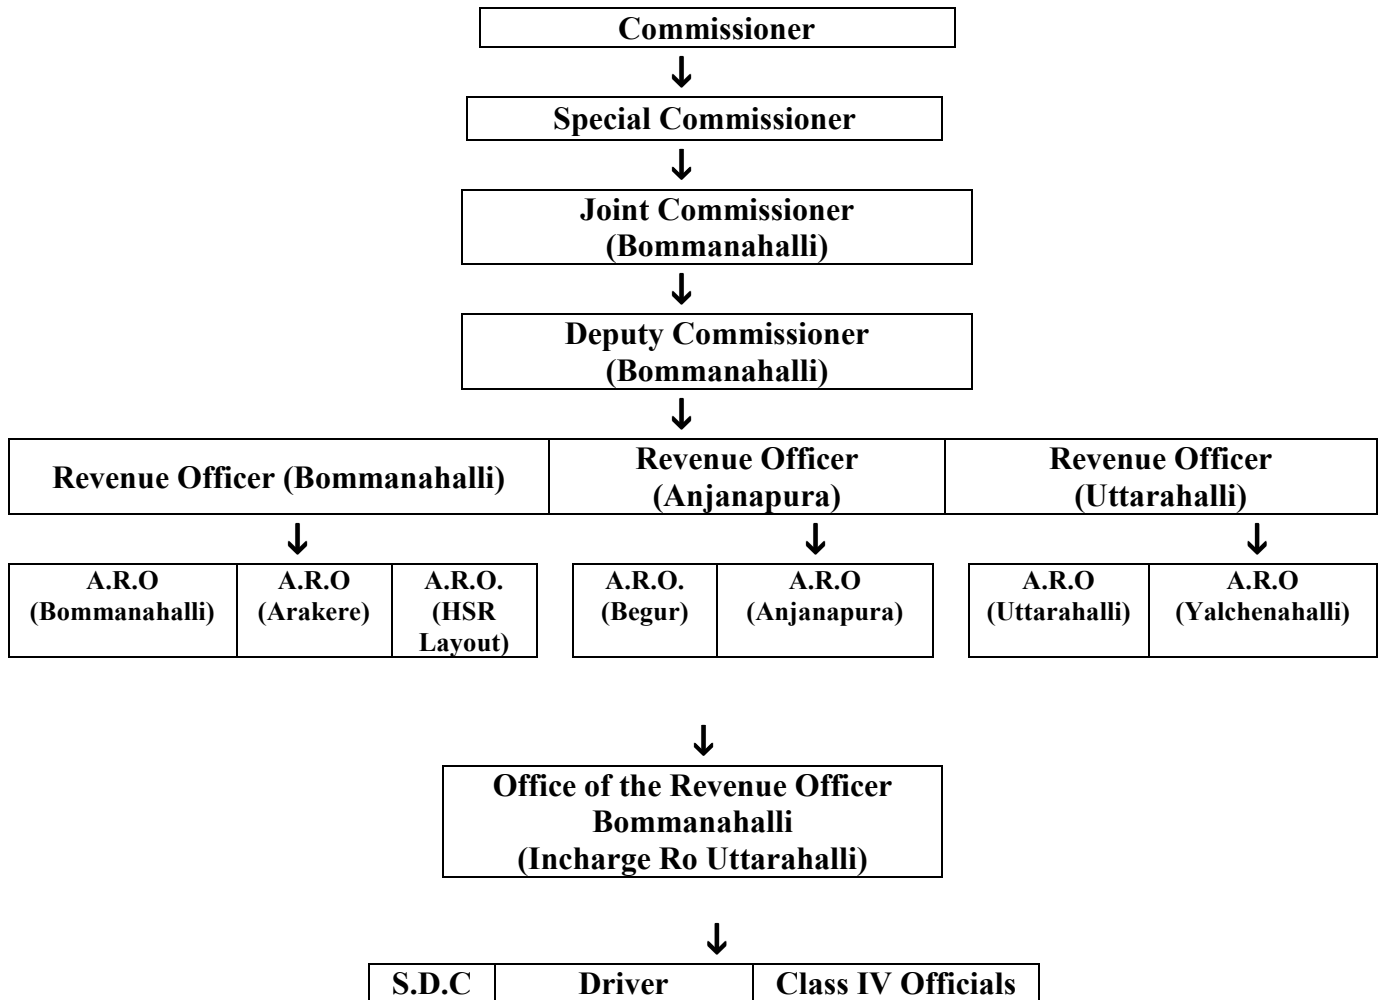 Commissioner
Special Commissioner
Joint Commissioner
(Bommanahalli)
Deputy Commissioner
(Bommanahalli)
Revenue Officer (Bommanahalli)
Revenue Officer
(Anjanapura)
Revenue Officer
(Uttarahalli)
A.R.O
(Bommanahalli)
A.R.O
(Arakere)
A.R.O.
(HSR
Layout)
A.R.O.
(Begur)
A.R.O
(Anjanapura)
A.R.O
(Uttarahalli)
A.R.O
(Yalchenahalli)
Office of the Revenue Officer
Bommanahalli
(Incharge Ro Uttarahalli)
S.D.C
Driver
Class IV Officials